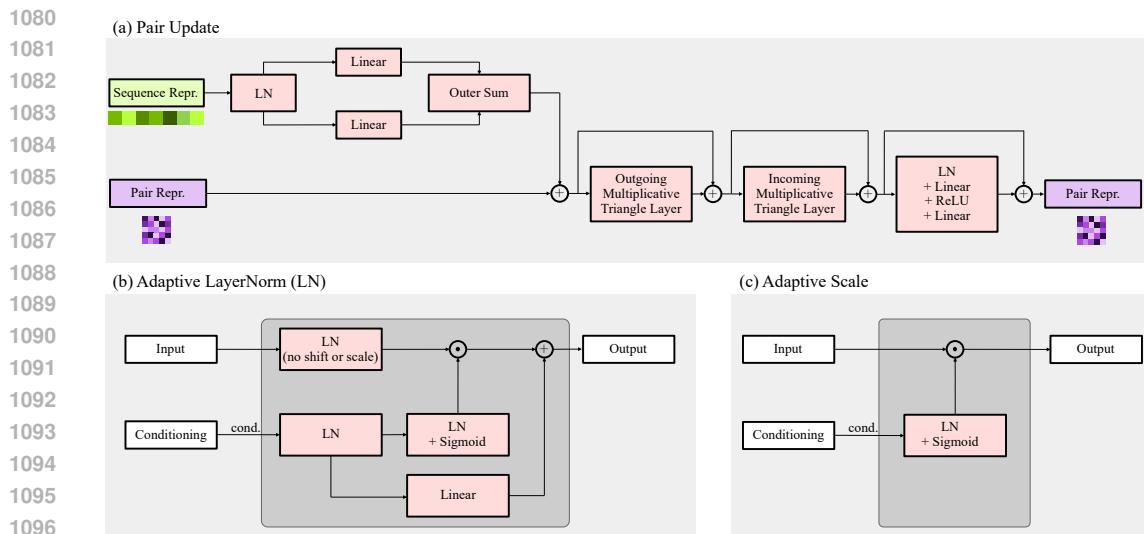 1080
1081
1082
1083
1084
1085
1086
1087
1088
1089
1090
1091
1092
1093
1094
1095
1096
(a) Pair Update
Sequence Repr.
LN
Linear
Linear
Outer Sum
Pair Repr.
Outgoing
Multiplicative
Triangle Layer
Incoming
Multiplicative
Triangle Layer
LN
+ Linear
+ ReLU
+ Linear
Pair Repr.
(b) Adaptive LayerNorm (LN)
Input
LN
(no shift or scale)
Output
Conditioning
cond.
LN
LN
+ Sigmoid
Linear
(c) Adaptive Scale
Input
Output
Conditioning
cond.
LN
+ Sigmoid